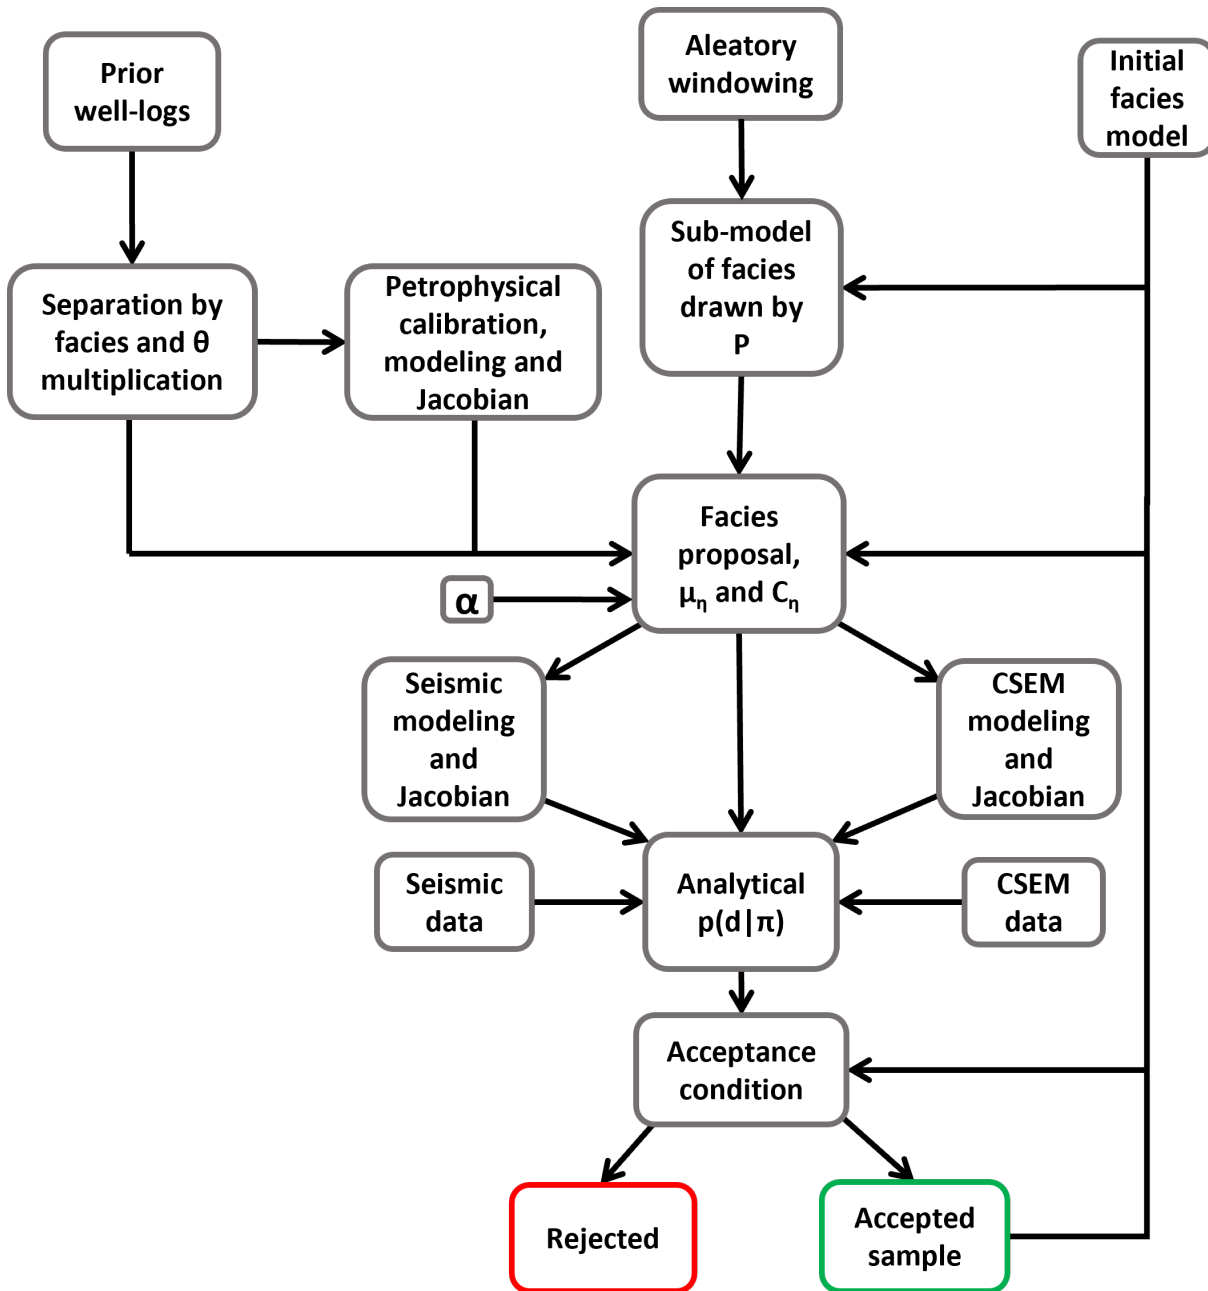 Prior
well-logs
Aleatory
windowing
Initial
facies
model
Sub-model
of facies
drawn by
P
Separation by
facies and θ
multiplication
Petrophysical
calibration,
modeling and
Jacobian
Facies
proposal,
μη and Cη
α
Seismic
modeling
and
Jacobian
CSEM
modeling
and
Jacobian
Seismic
data
Analytical
p(d|π)
CSEM
data
Acceptance
condition
Rejected
Accepted
sample